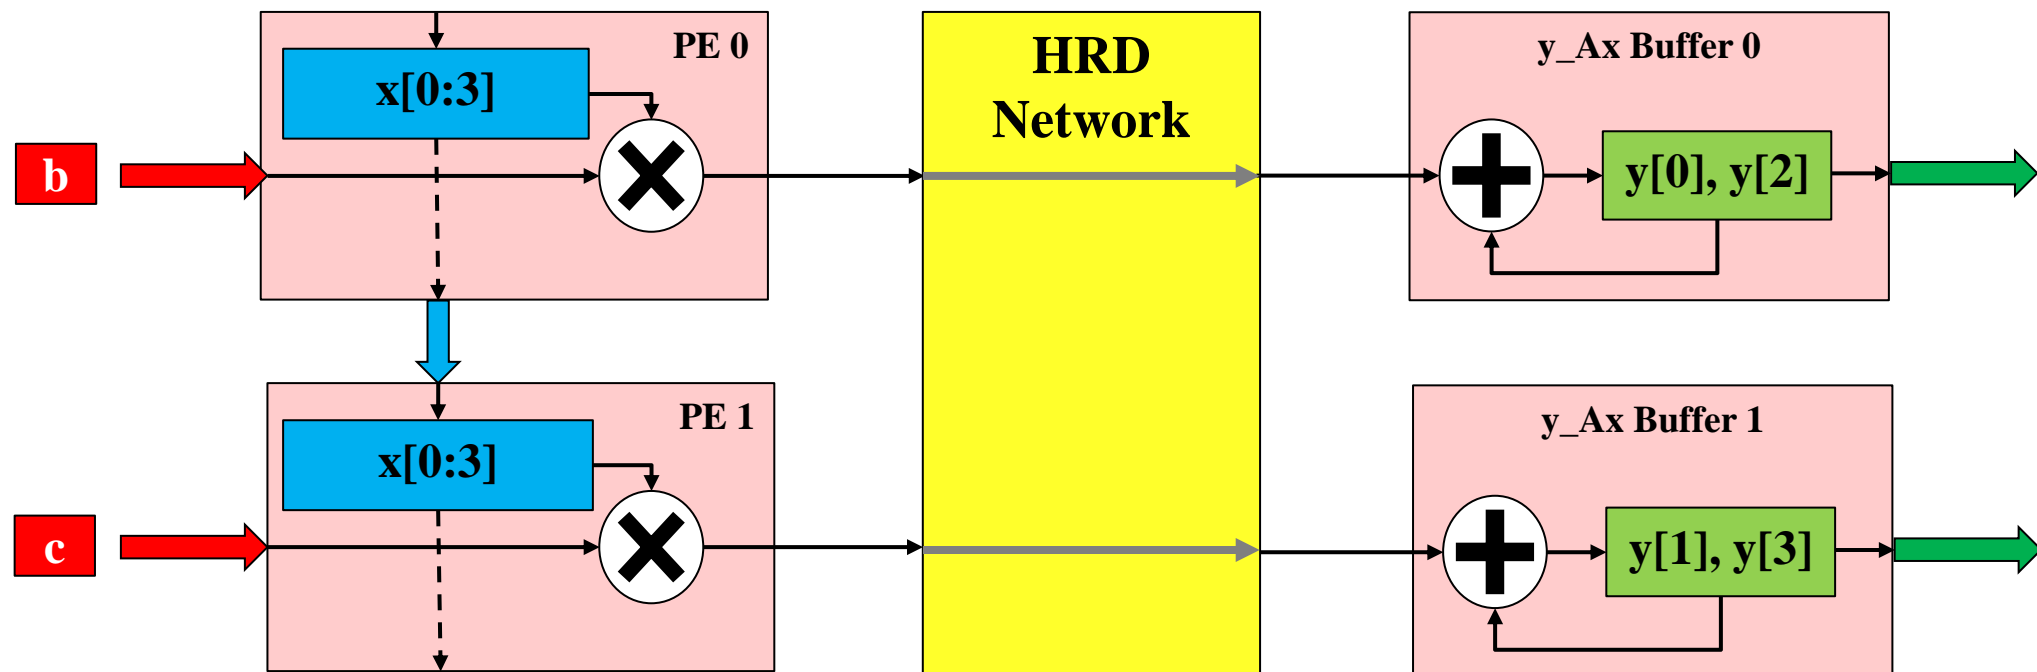 PE 0
x[0:3]
b
HRD
Network
y_Ax Buffer 0
y[0], y[2]
PE 1
x[0:3]
c
y_Ax Buffer 1
y[1], y[3]